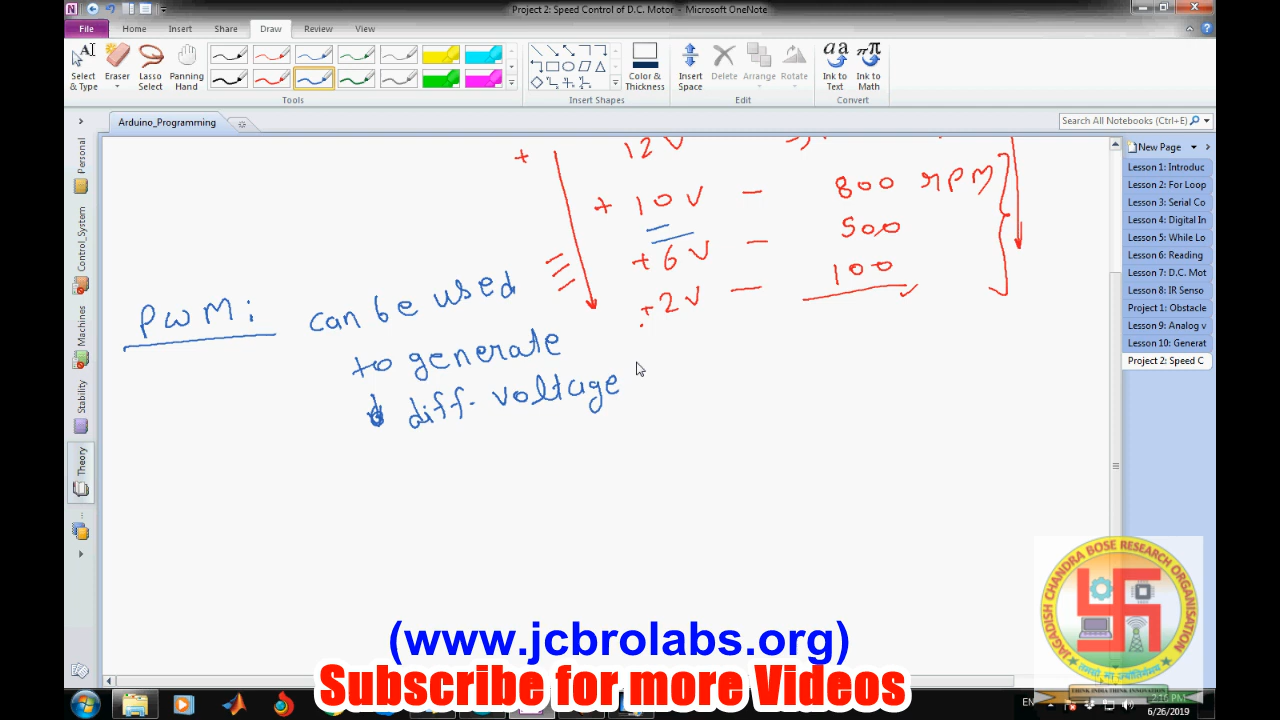 Project 2: Speed Control of D.C. Motor - Microsoft OneNote
File Home Insert Share Draw Review View
Select & Type Eraser Lasso Select Panning Hand
Color & Thickness Insert Space Delete Arrange Rotate Ink to Text Ink to Math
Tools Insert Shapes Edit Convert
Arduino_Programming
Search All Notebooks (Ctrl+E)
New Page
Personal
Control_System
Machines
Stability
Theory
Lesson 1: Introduc
Lesson 2: For Loop
Lesson 3: Serial Co
Lesson 4: Digital In
Lesson 5: While Lo
Lesson 6: Reading
Lesson 7: D.C. Mot
Lesson 8: IR Senso
Project 1: Obstacle
Lesson 9: Analog v
Lesson 10: Generat
Project 2: Speed C
+ 12V
+ 10V - 800 rpm
+6V - 500
+2V - 100
PWM: can be used
to generate
diff. voltage
JAGADISH CHANDRA BOSE RESEARCH ORGANISATION
THINK INDIA THINK INNOVATION
(www.jcbrolabs.org)
Subscribe for more Videos
EN
2:16 PM
6/26/2019